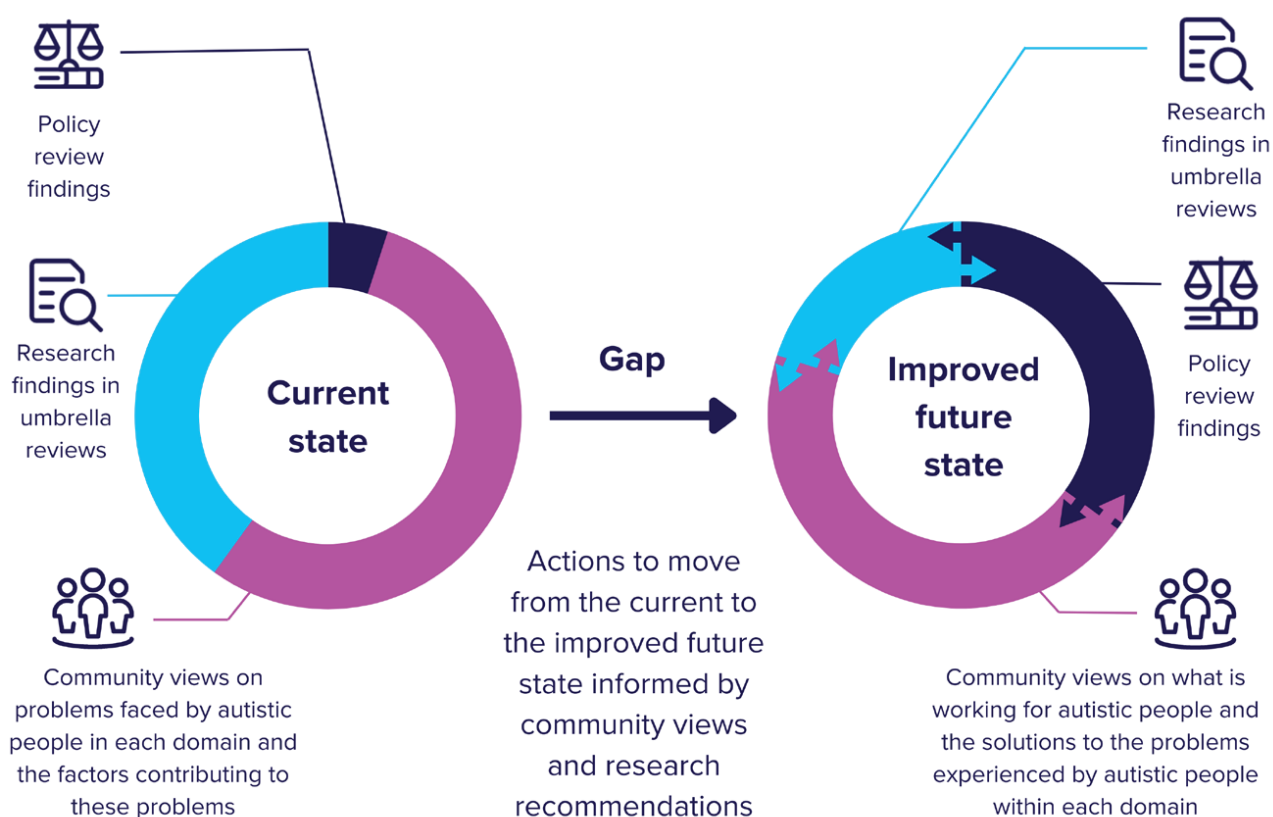 Policy
review
findings
Research
findings in
umbrella
reviews
Community views on
problems faced by autistic
people in each domain and
the factors contributing to
these problems
Current
state
Gap
Actions to move
from the current to
the improved future
state informed by
community views
and research
recommendations
Improved
future
state
Research
findings in
umbrella
reviews
Policy
review
findings
Community views on what is
working for autistic people and
the solutions to the problems
experienced by autistic people
within each domain